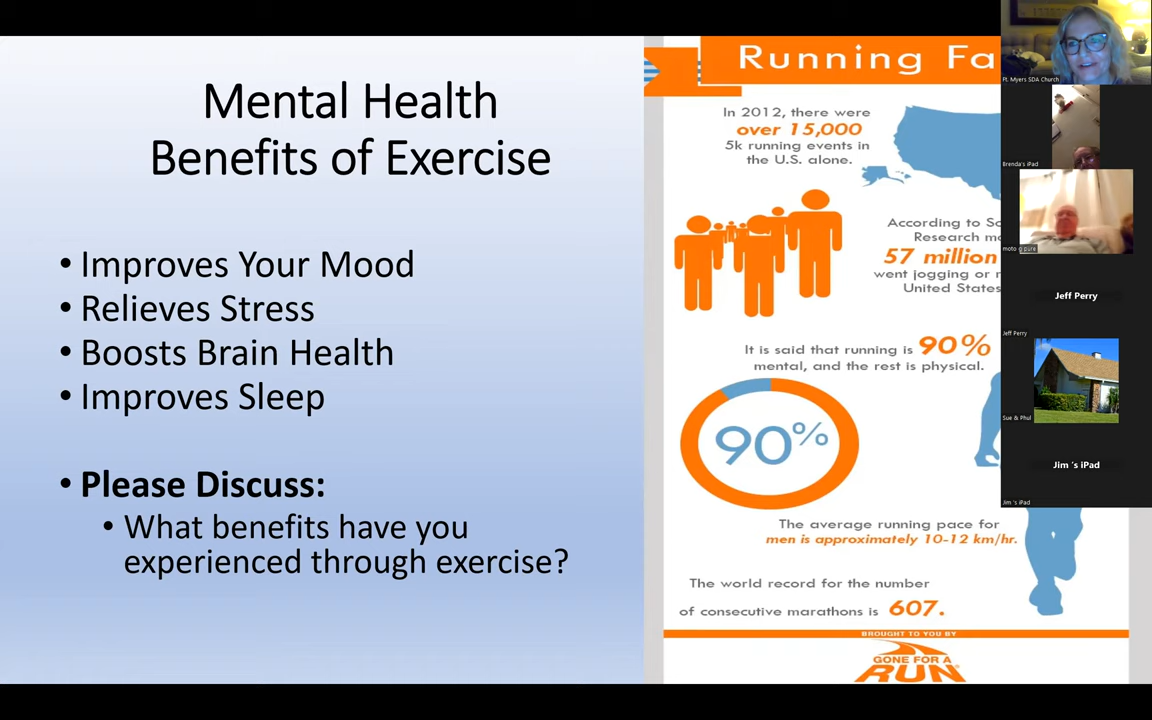 Mental Health
Benefits of Exercise
• Improves Your Mood
• Relieves Stress
• Boosts Brain Health
• Improves Sleep
• Please Discuss:
• What benefits have you
experienced through exercise?
Running Fa
In 2012, there were
over 15,000
5k running events in
the U.S. alone.
According to
Research
57 million
went jogging or
United States
It is said that running is 90%
mental, and the rest is physical.
90%
The average running pace for
men is approximately 10-12 km/hr.
The world record for the number
of consecutive marathons is 607.
BROUGHT TO YOU BY
GONE FOR A
RUN
Ft. Myers SDA Church
Brenda's iPad
moto g pure
Jeff Perry
Jeff Perry
Sue & Phul
Jim 's iPad
Jim 's iPad